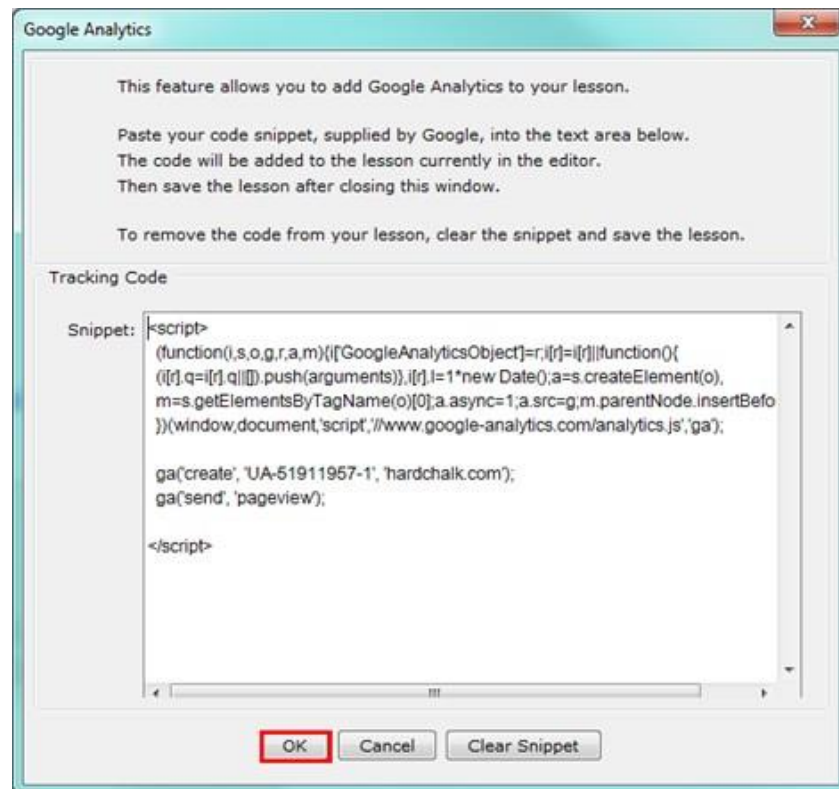 Google Analytics
This feature allows you to add Google Analytics to your lesson.
Paste your code snippet, supplied by Google, into the text area below.
The code will be added to the lesson currently in the editor.
Then save the lesson after closing this window.
To remove the code from your lesson, clear the snippet and save the lesson.
Tracking Code
Snippet:
<script>
(function(i,s,o,g,r,a,m){i['GoogleAnalyticsObject']=r;i[r]=i[r]||function(){
(i[r].q=i[r].q||[]).push(arguments)},i[r].l=1*new Date();a=s.createElement(o),
m=s.getElementsByTagName(o)[0];a.async=1;a.src=g;m.parentNode.insertBefo
})(window,document,'script','//www.google-analytics.com/analytics.js','ga');
ga('create', 'UA-51911957-1', 'hardchalk.com');
ga('send', 'pageview');
</script>
OK
Cancel
Clear Snippet